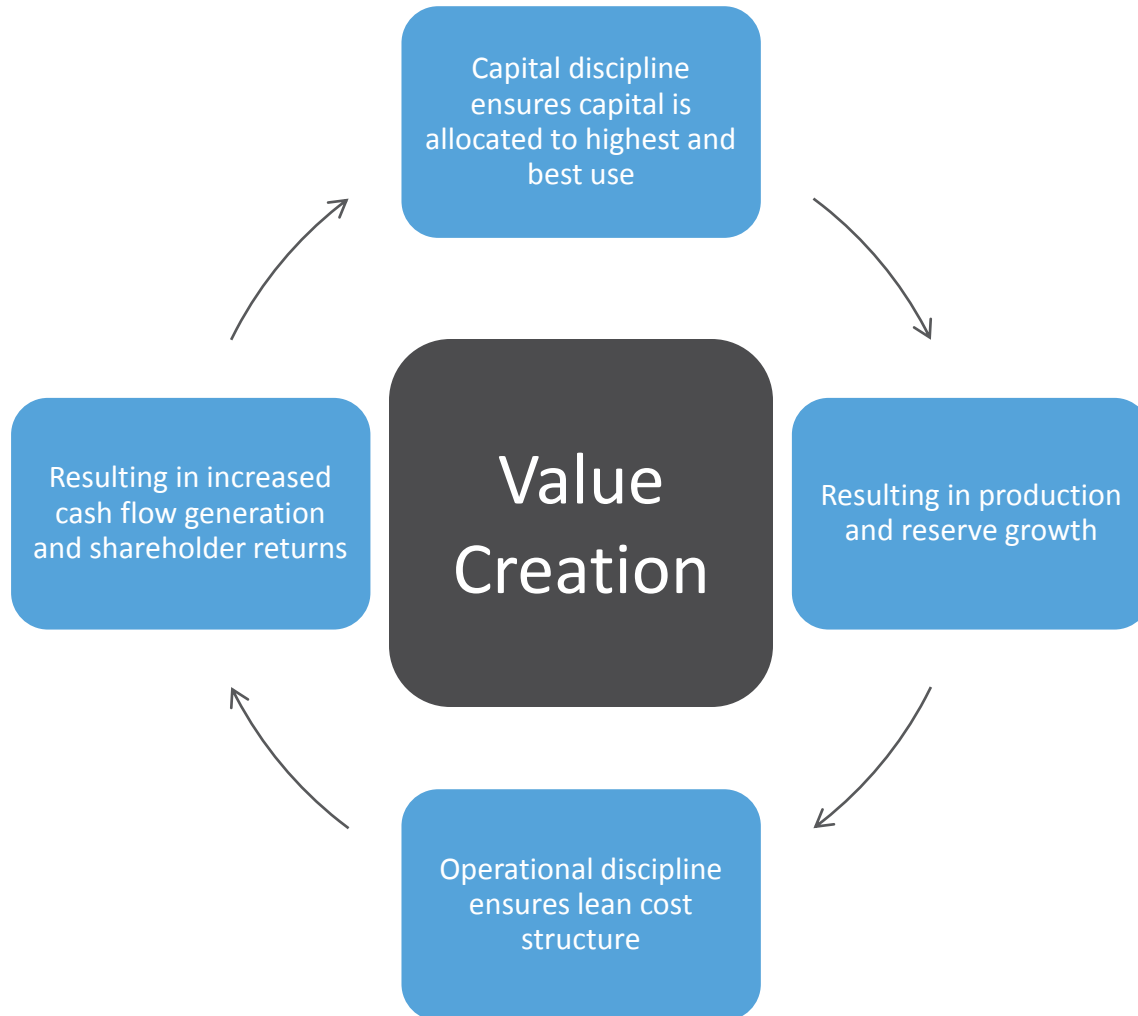 Capital discipline
ensures capital is
allocated to highest and
best use
Resulting in increased
cash flow generation
and shareholder returns
Value
Creation
Resulting in production
and reserve growth
Operational discipline
ensures lean cost
structure